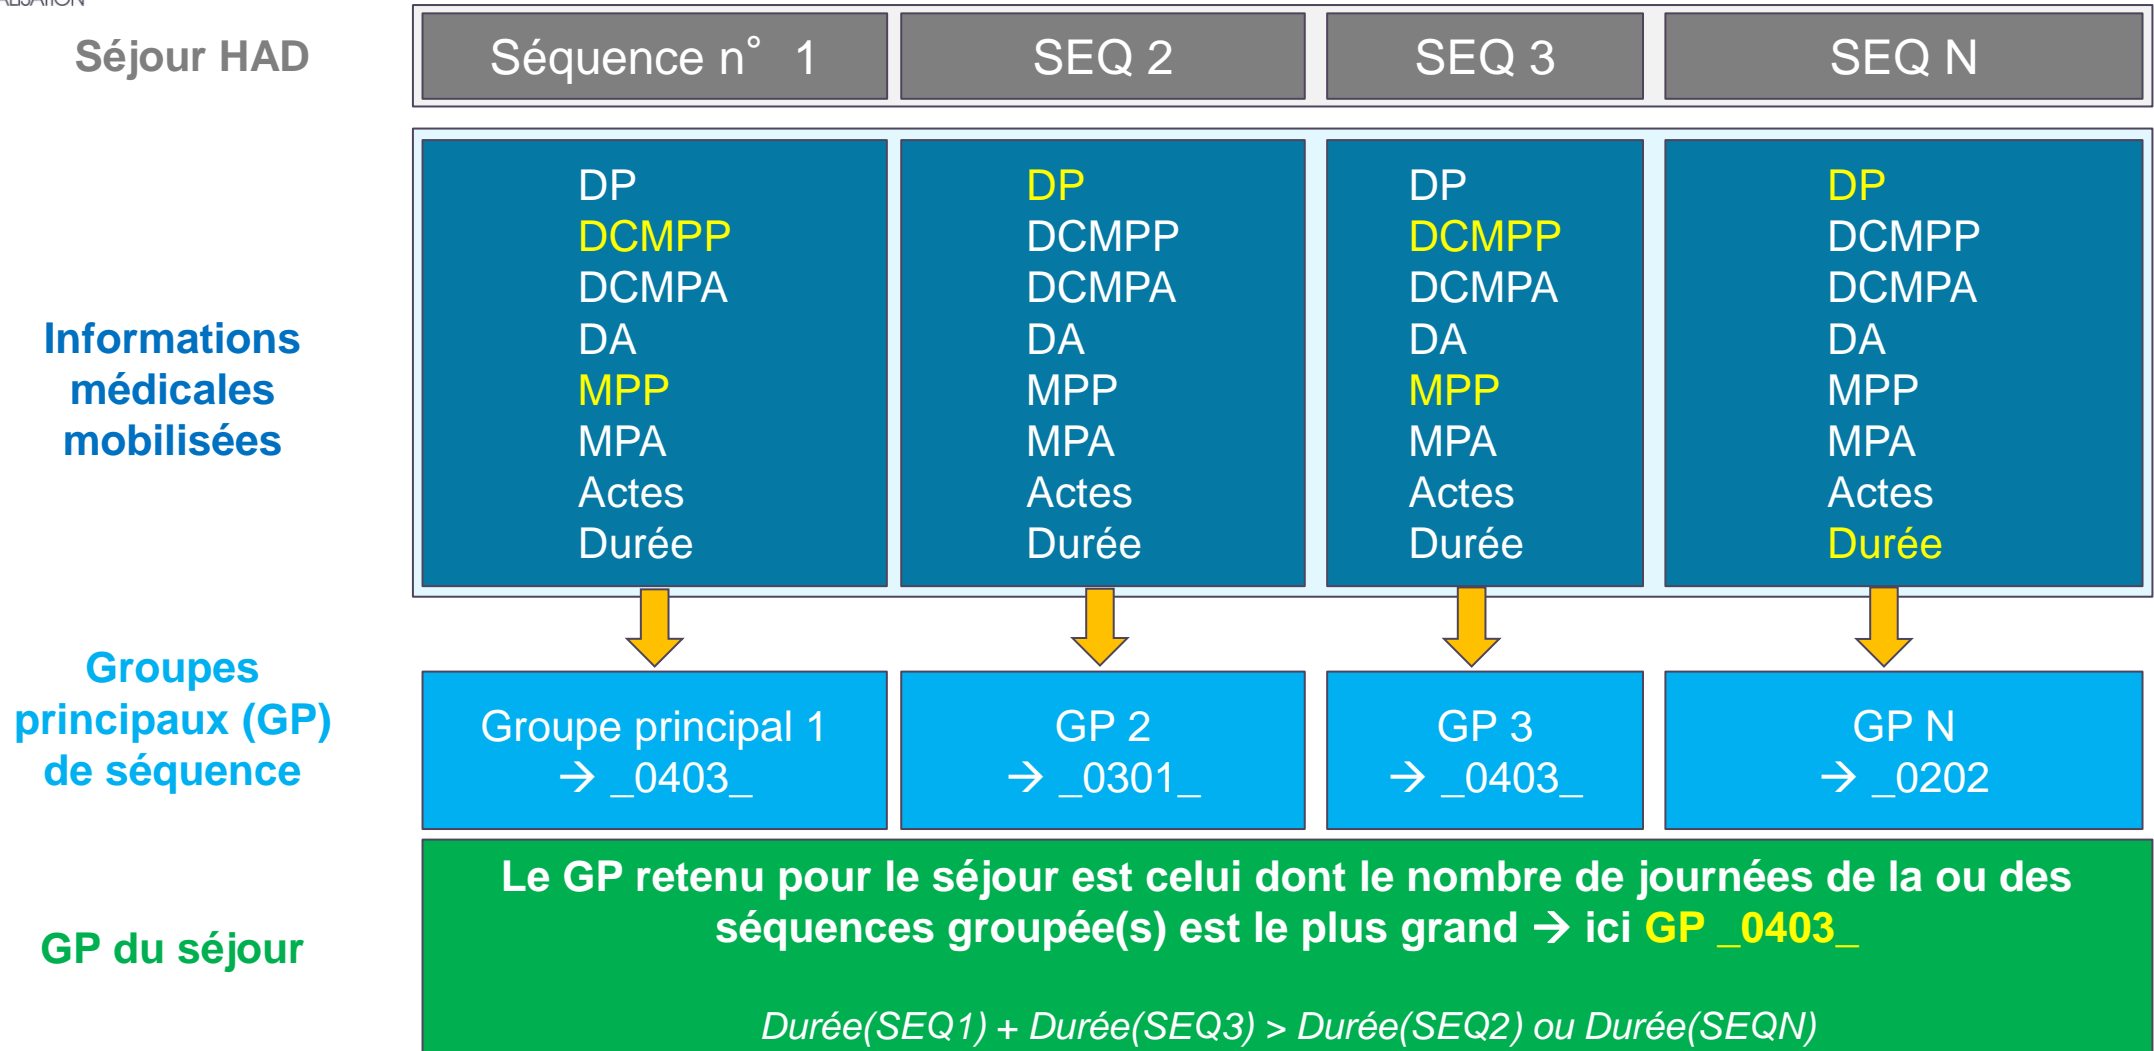 ALISATION
Séjour HAD
Séquence n° 1
SEQ 2
SEQ 3
SEQ N
Informations
médicales
mobilisées
DP
DCMPP
DCMPA
DA
MPP
MPA
Actes
Durée
DP
DCMPP
DCMPA
DA
MPP
MPA
Actes
Durée
DP
DCMPP
DCMPA
DA
MPP
MPA
Actes
Durée
DP
DCMPP
DCMPA
DA
MPP
MPA
Actes
Durée
Groupes
principaux (GP)
de séquence
Groupe principal 1
→ _0403_
GP 2
→ _0301_
GP 3
→ _0403_
GP N
→ _0202
GP du séjour
Le GP retenu pour le séjour est celui dont le nombre de journées de la ou des
séquences groupée(s) est le plus grand → ici GP _0403_
Durée(SEQ1) + Durée(SEQ3) > Durée(SEQ2) ou Durée(SEQN)